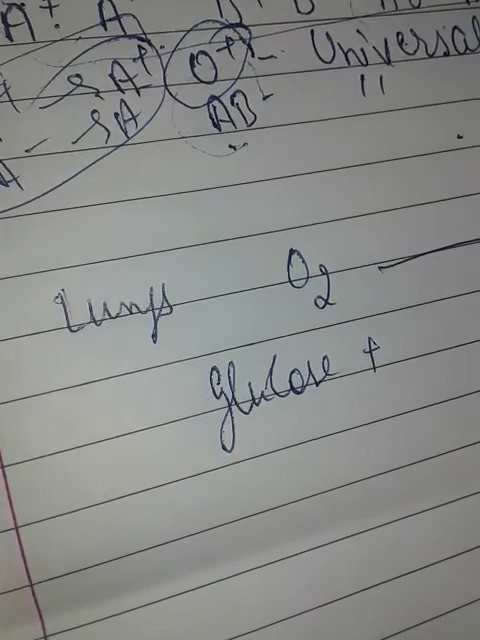 A+ A
A+ O+ - Universal
A AB- "
A-
Lungs O2 —
Glucose +